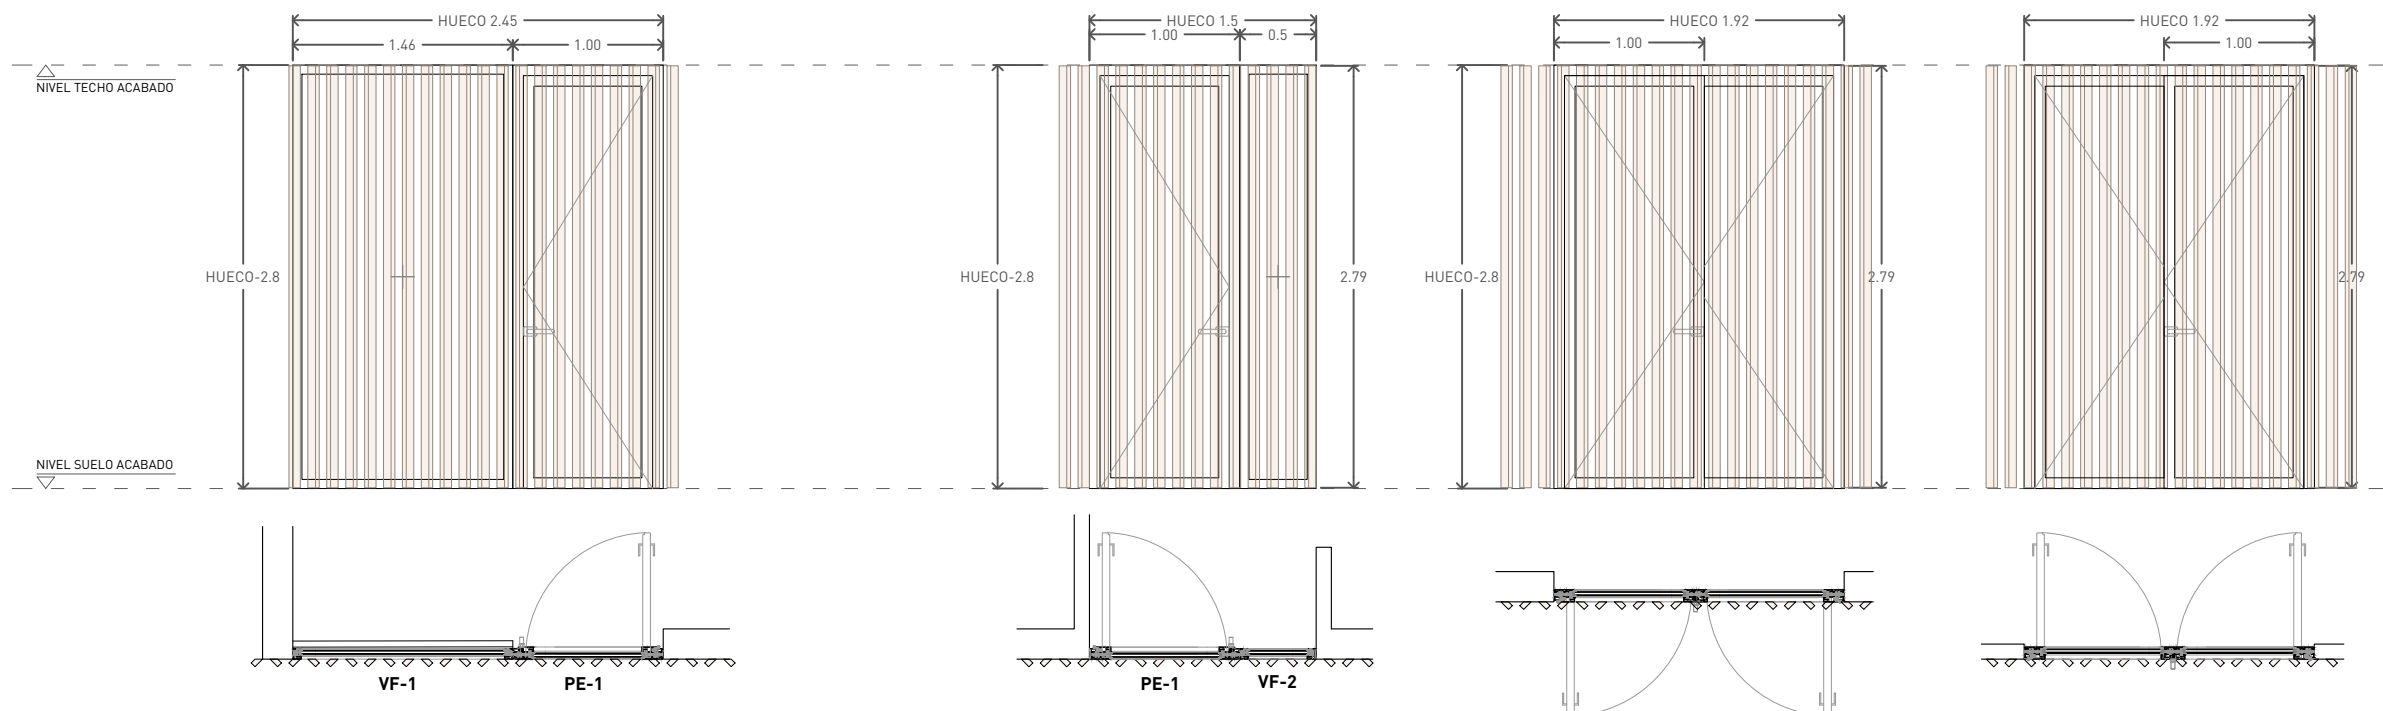 HUECO 2.45
1.46
1.00
HUECO 1.5
1.00
0.5
HUECO 1.92
1.00
HUECO 1.92
1.00
NIVEL TECHO ACABADO
HUECO-2.8
HUECO-2.8
2.79
HUECO-2.8
2.79
2.79
NIVEL SUELO ACABADO
VF-1
PE-1
PE-1
VF-2